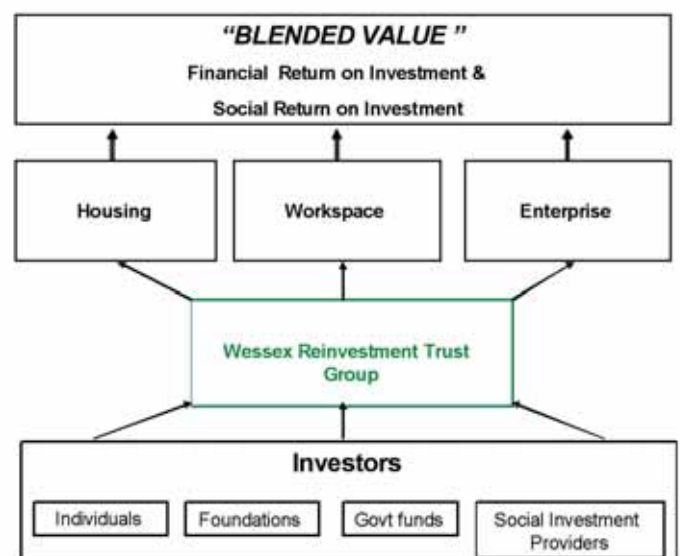 “BLENDED VALUE ”
Financial Return on Investment &
Social Return on Investment
Housing
Workspace
Enterprise
Wessex Reinvestment Trust
Group
Investors
Individuals
Foundations
Govt funds
Social Investment
Providers